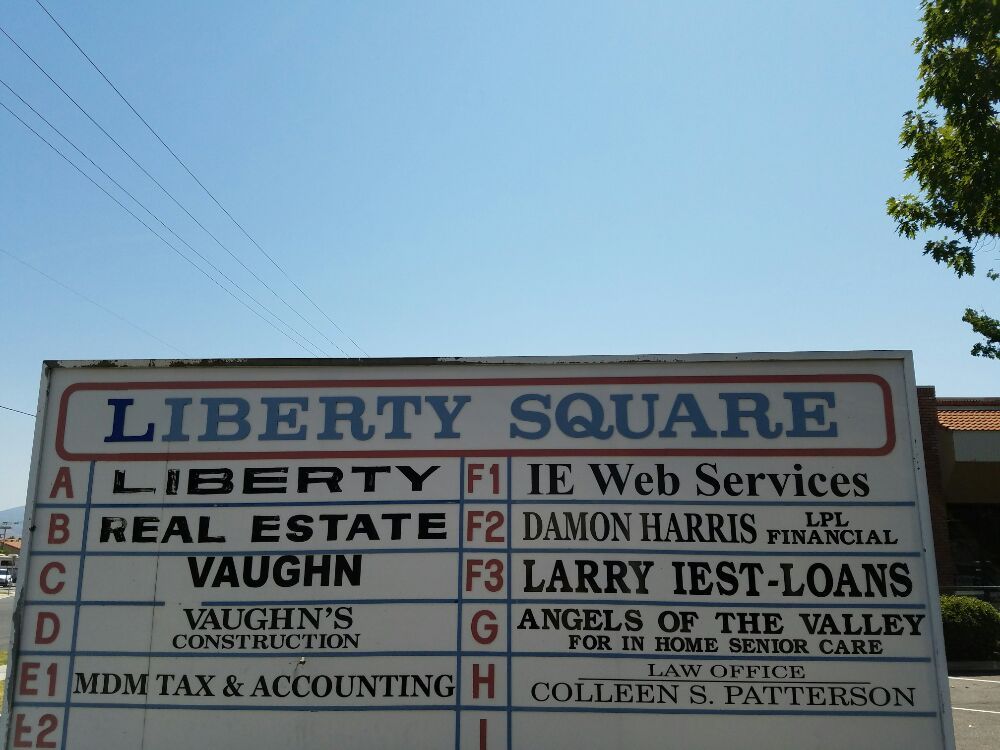 LIBERTY SQUARE
A LIBERTY
B REAL ESTATE
C VAUGHN
D VAUGHN'S
CONSTRUCTION
E1 MDM TAX & ACCOUNTING
E2
F1 IE Web Services
F2 DAMON HARRIS LPL
FINANCIAL
F3 LARRY IEST-LOANS
G ANGELS OF THE VALLEY
FOR IN HOME SENIOR CARE
H LAW OFFICE
COLLEEN S. PATTERSON
I